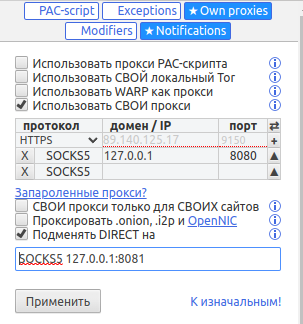 PAC-script Exceptions ★Own proxies
Modifiers ★Notifications
Использовать прокси PAC-скрипта
Использовать СВОЙ локальный Tor
Использовать WARP как прокси
Использовать СВОИ прокси
протокол домен / IP порт ⇄
HTTPS 89.140.125.17 9150 +
X SOCKS5 127.0.0.1 8080 ▲
X SOCKS5 ▲
Запароленные прокси?
СВОИ прокси только для СВОИХ сайтов
Проксировать .onion, .i2p и OpenNIC
Подменять DIRECT на
SOCKS5 127.0.0.1:8081
Применить К изначальным!